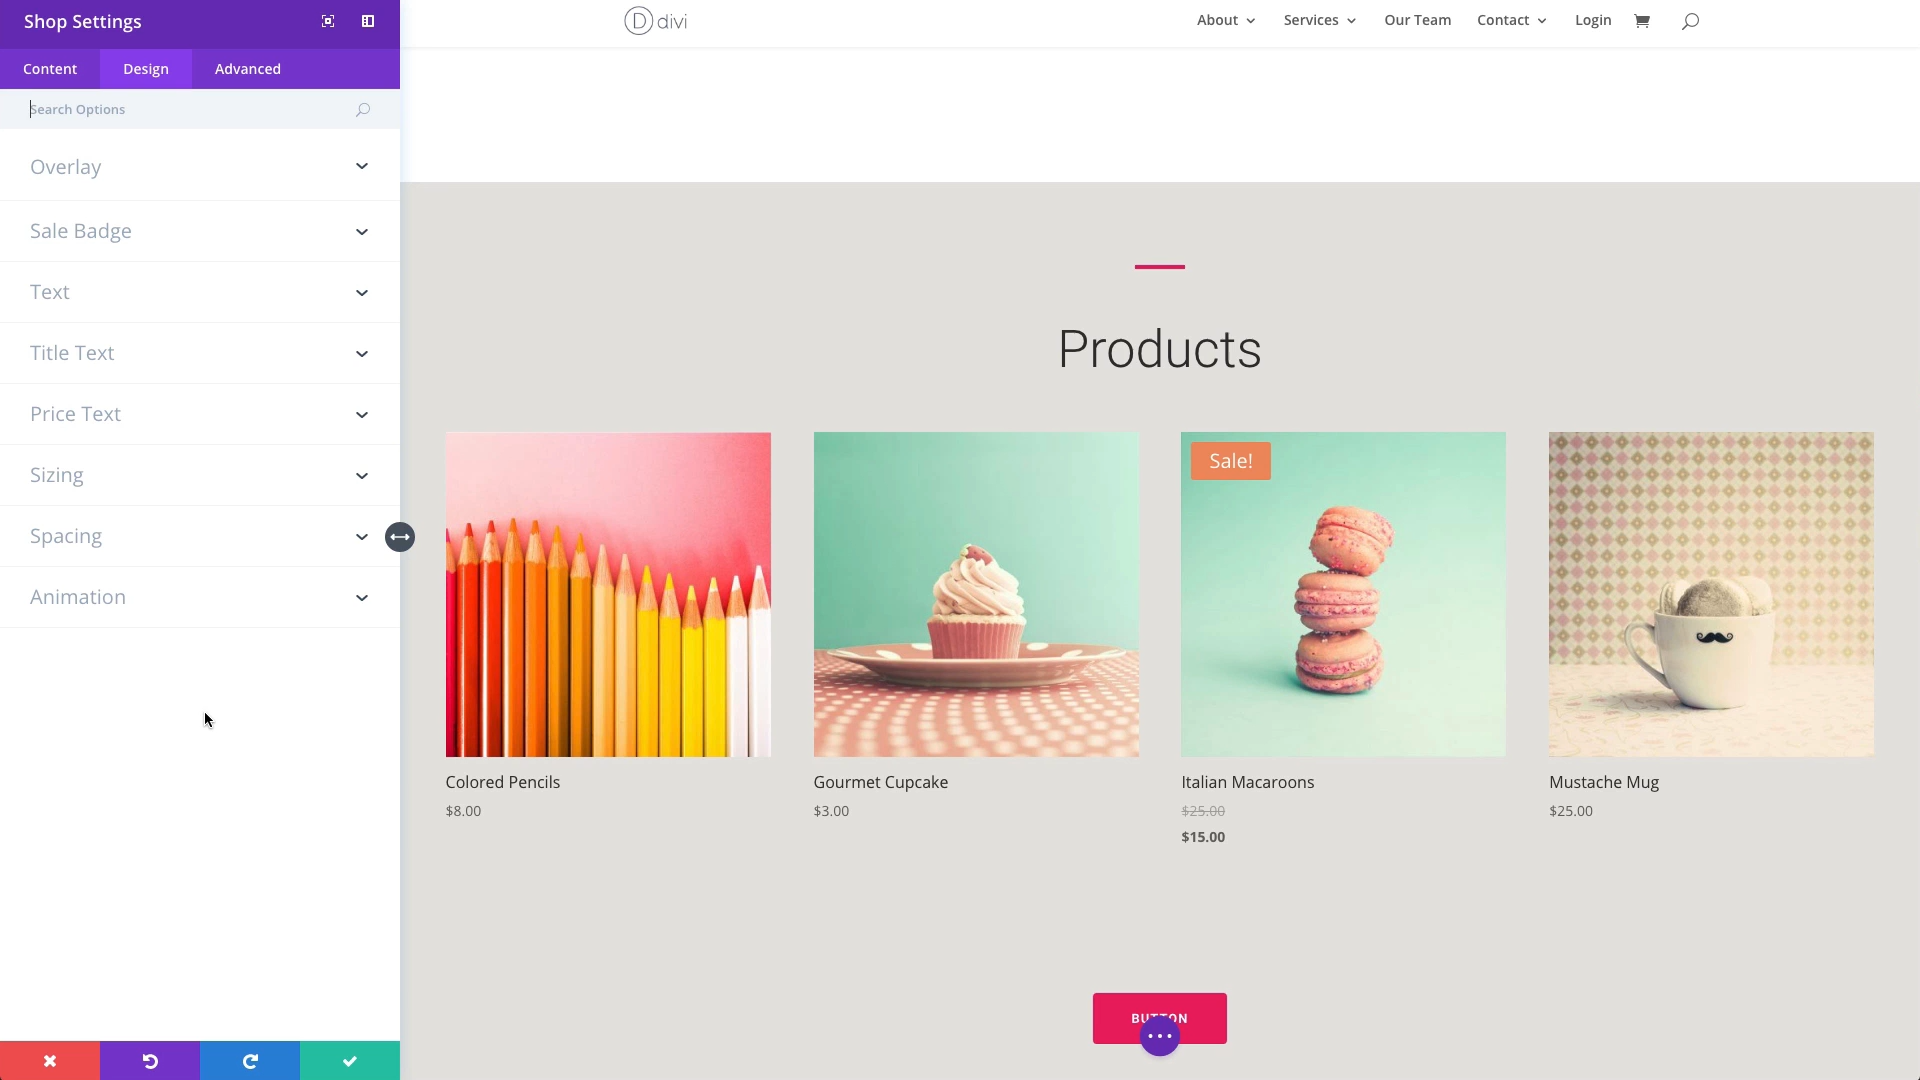 Shop Settings
Content Design Advanced
Search Options
Overlay
Sale Badge
Text
Title Text
Price Text
Sizing
Spacing
Animation
D divi
About Services Our Team Contact Login
Products
Sale!
Colored Pencils
$8.00
Gourmet Cupcake
$3.00
Italian Macaroons
$25.00
$15.00
Mustache Mug
$25.00
BUTTON